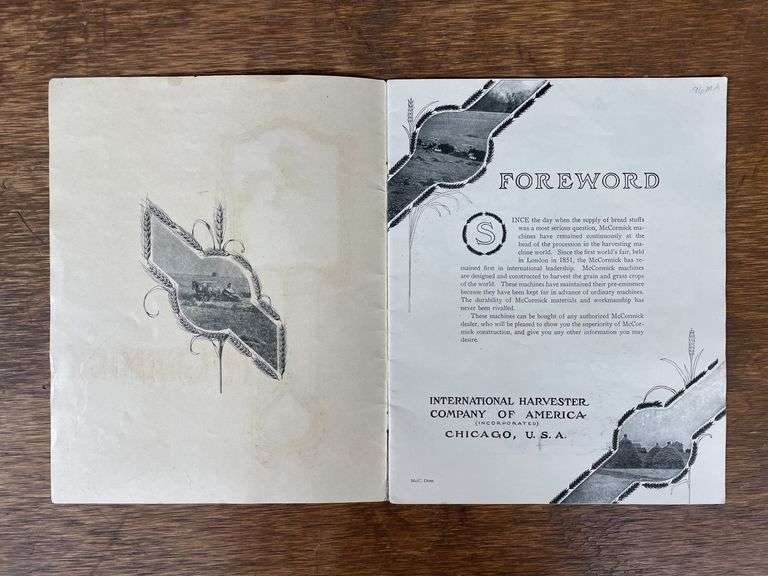 FOREWORD
SINCE the day when the supply of bread stuffs
was a most serious question, McCormick ma-
chines have remained continuously at the
head of the procession in the harvesting ma-
chine world. Since the first world's fair, held
in London in 1851, the McCormick has re-
mained first in international leadership. McCormick machines
are designed and constructed to harvest the grain and grass crops
of the world. These machines have maintained their pre-eminence
because they have been kept far in advance of ordinary machines.
The durability of McCormick materials and workmanship has
never been rivalled.
These machines can be bought of any authorized McCormick
dealer, who will be pleased to show you the superiority of McCor-
mick construction, and give you any other information you may
desire.
INTERNATIONAL HARVESTER
COMPANY OF AMERICA
(INCORPORATED)
CHICAGO, U. S. A.